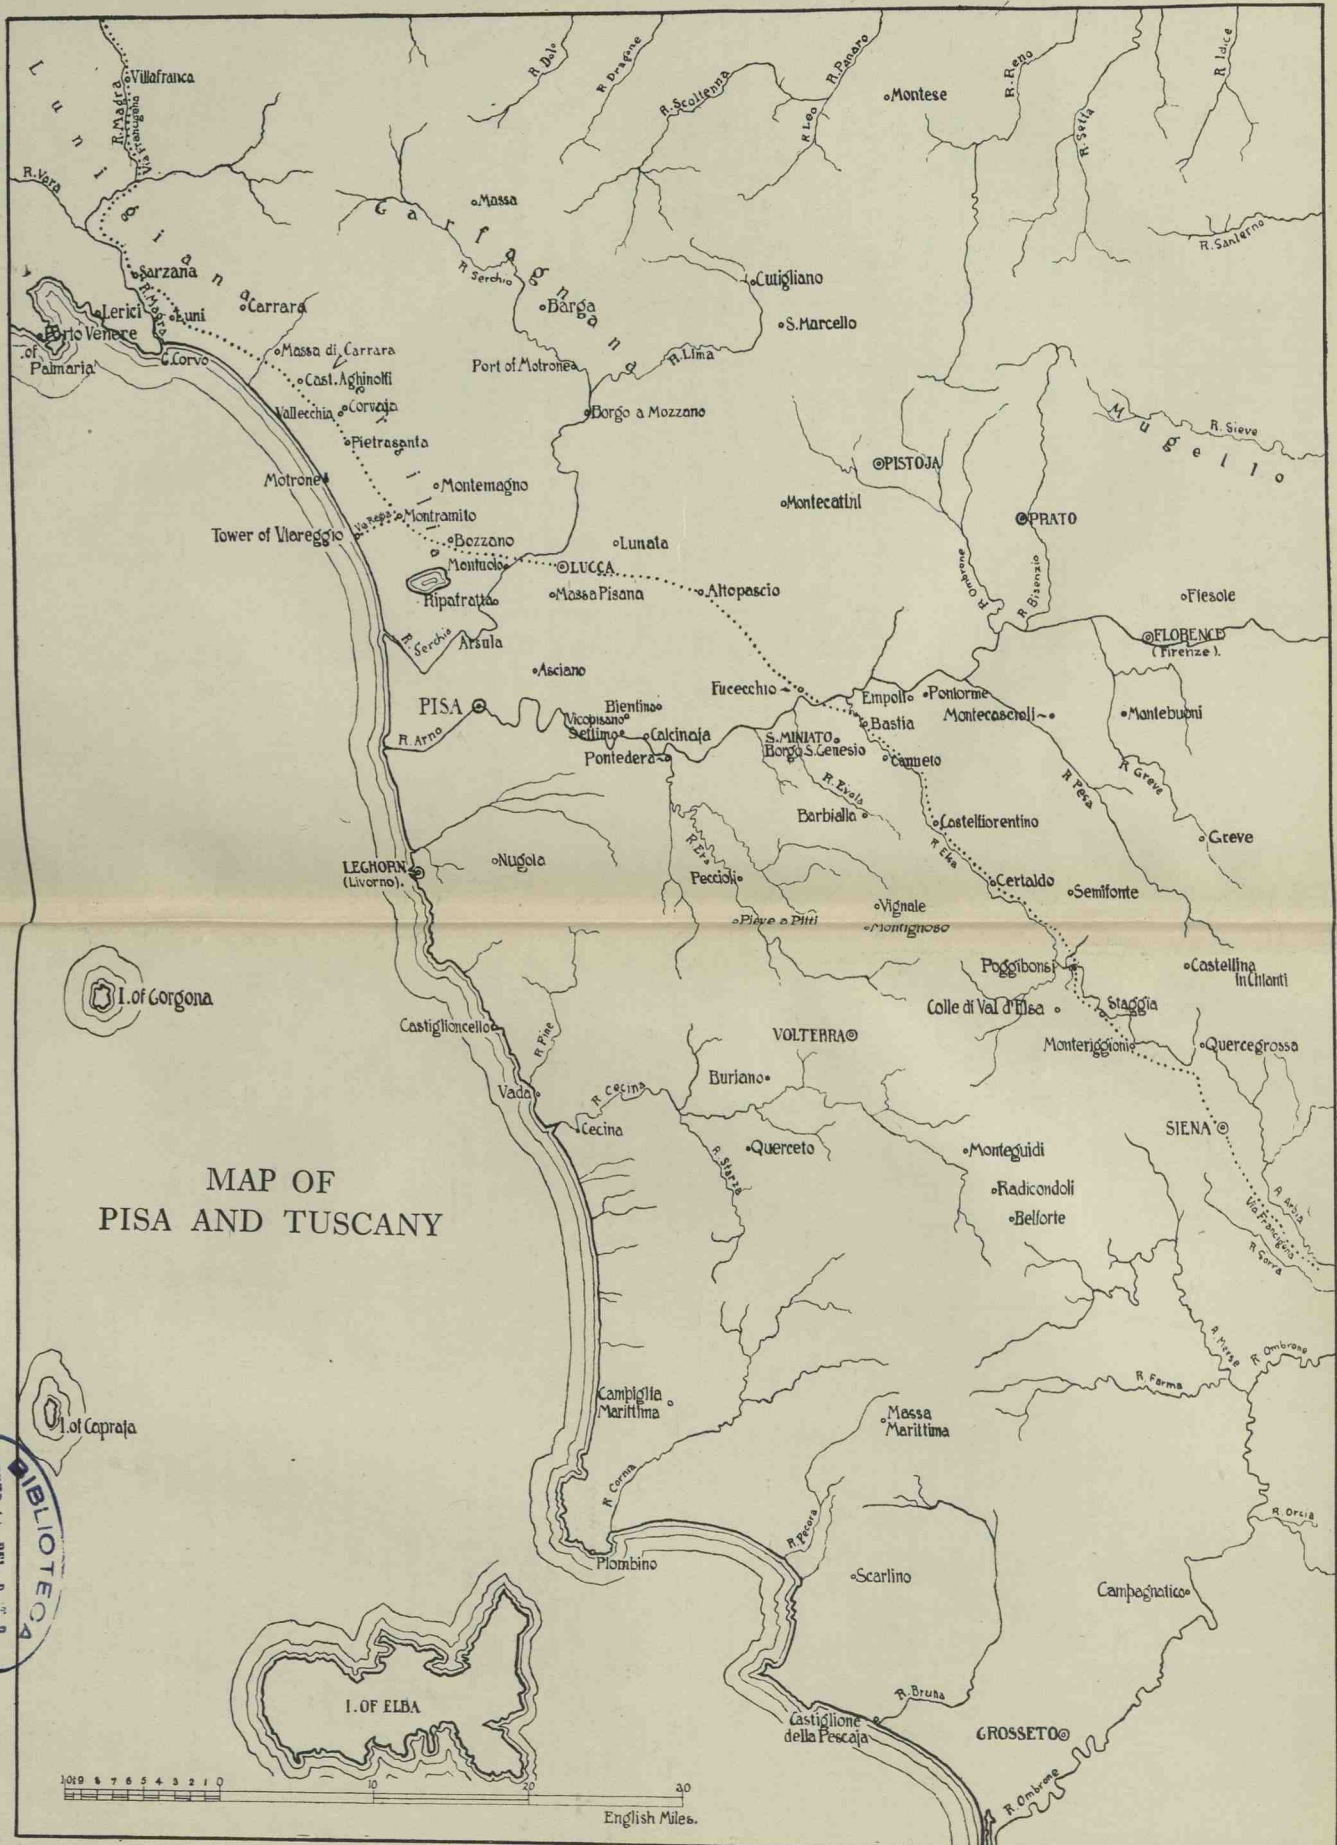 Lunigiana
Villafranca
R. Magra
Via Francigena
R. Vara
R. Dolo
R. Dragone
R. Scoltenna
R. Panaro
R Leo
Montese
R. Reno
R. Setta
R. Idice
R. Santerno
Garfagnana
Massa
R. Serchio
Sarzana
R. Magra
Lerici
Luni
Carrara
Porto Venere
I. of
Palmaria
C. Corvo
Massa di Carrara
Cast. Aghinolfi
Vallecchia
Corvaja
Pietrasanta
Barga
Cutigliano
S. Marcello
Port of Motrone
R. Lima
Borgo a Mozzano
Mugello
R. Sieve
PISTOJA
Motrone
Montemagno
Montecatini
PRATO
Tower of Viareggio
Via Regia
Montramito
Bozzano
Lunata
Montuolo
LUCCA
R. Ombrone
R Bisenzio
Ripafratta
Massa Pisana
Altopascio
Fiesole
R. Serchio
Arsula
FLORENCE
(Firenze).
Asciano
PISA
Fucecchio
Empoli
Pontorme
Bientina
Vicopisano
Settimo
Calcinaja
Bastia
Montecascioli
Montebuoni
R. Arno
Pontedera
S. MINIATO
Borgo S. Genesio
Canneto
R. Evola
R Pesa
R Greve
Barbialla
Castelfiorentino
Greve
LEGHORN
(Livorno).
Nugola
R Era
R Elsa
Peccioli
Certaldo
Semifonte
Vignale
Pieve a Pitti
Montignoso
Poggibonsi
Castellina
in Chianti
I. of Gorgona
Colle di Val d'Elsa
Staggia
Castiglioncello
R Fine
VOLTERRA
Monteriggioni
Quercegrossa
Vada
R Cecina
Buriano
Cecina
SIENA
MAP OF
PISA AND TUSCANY
Querceto
R. Sterza
Monteguidi
Radicondoli
Belforte
R. Arbia
Via Francigena
R. Sorra
R. Merse
R Ombrone
R. Farma
Campiglia
Marittima
Massa
Marittima
I. of Capraja
R Cornia
R. Pecora
R. Orcia
BIBLIOTECA
Piombino
Scarlino
Campagnatico
I. OF ELBA
R. Bruna
Castiglione
della Pescaja
GROSSETO
R. Ombrone
10 9 8 7 6 5 4 3 2 1 0 10 20 30
English Miles.